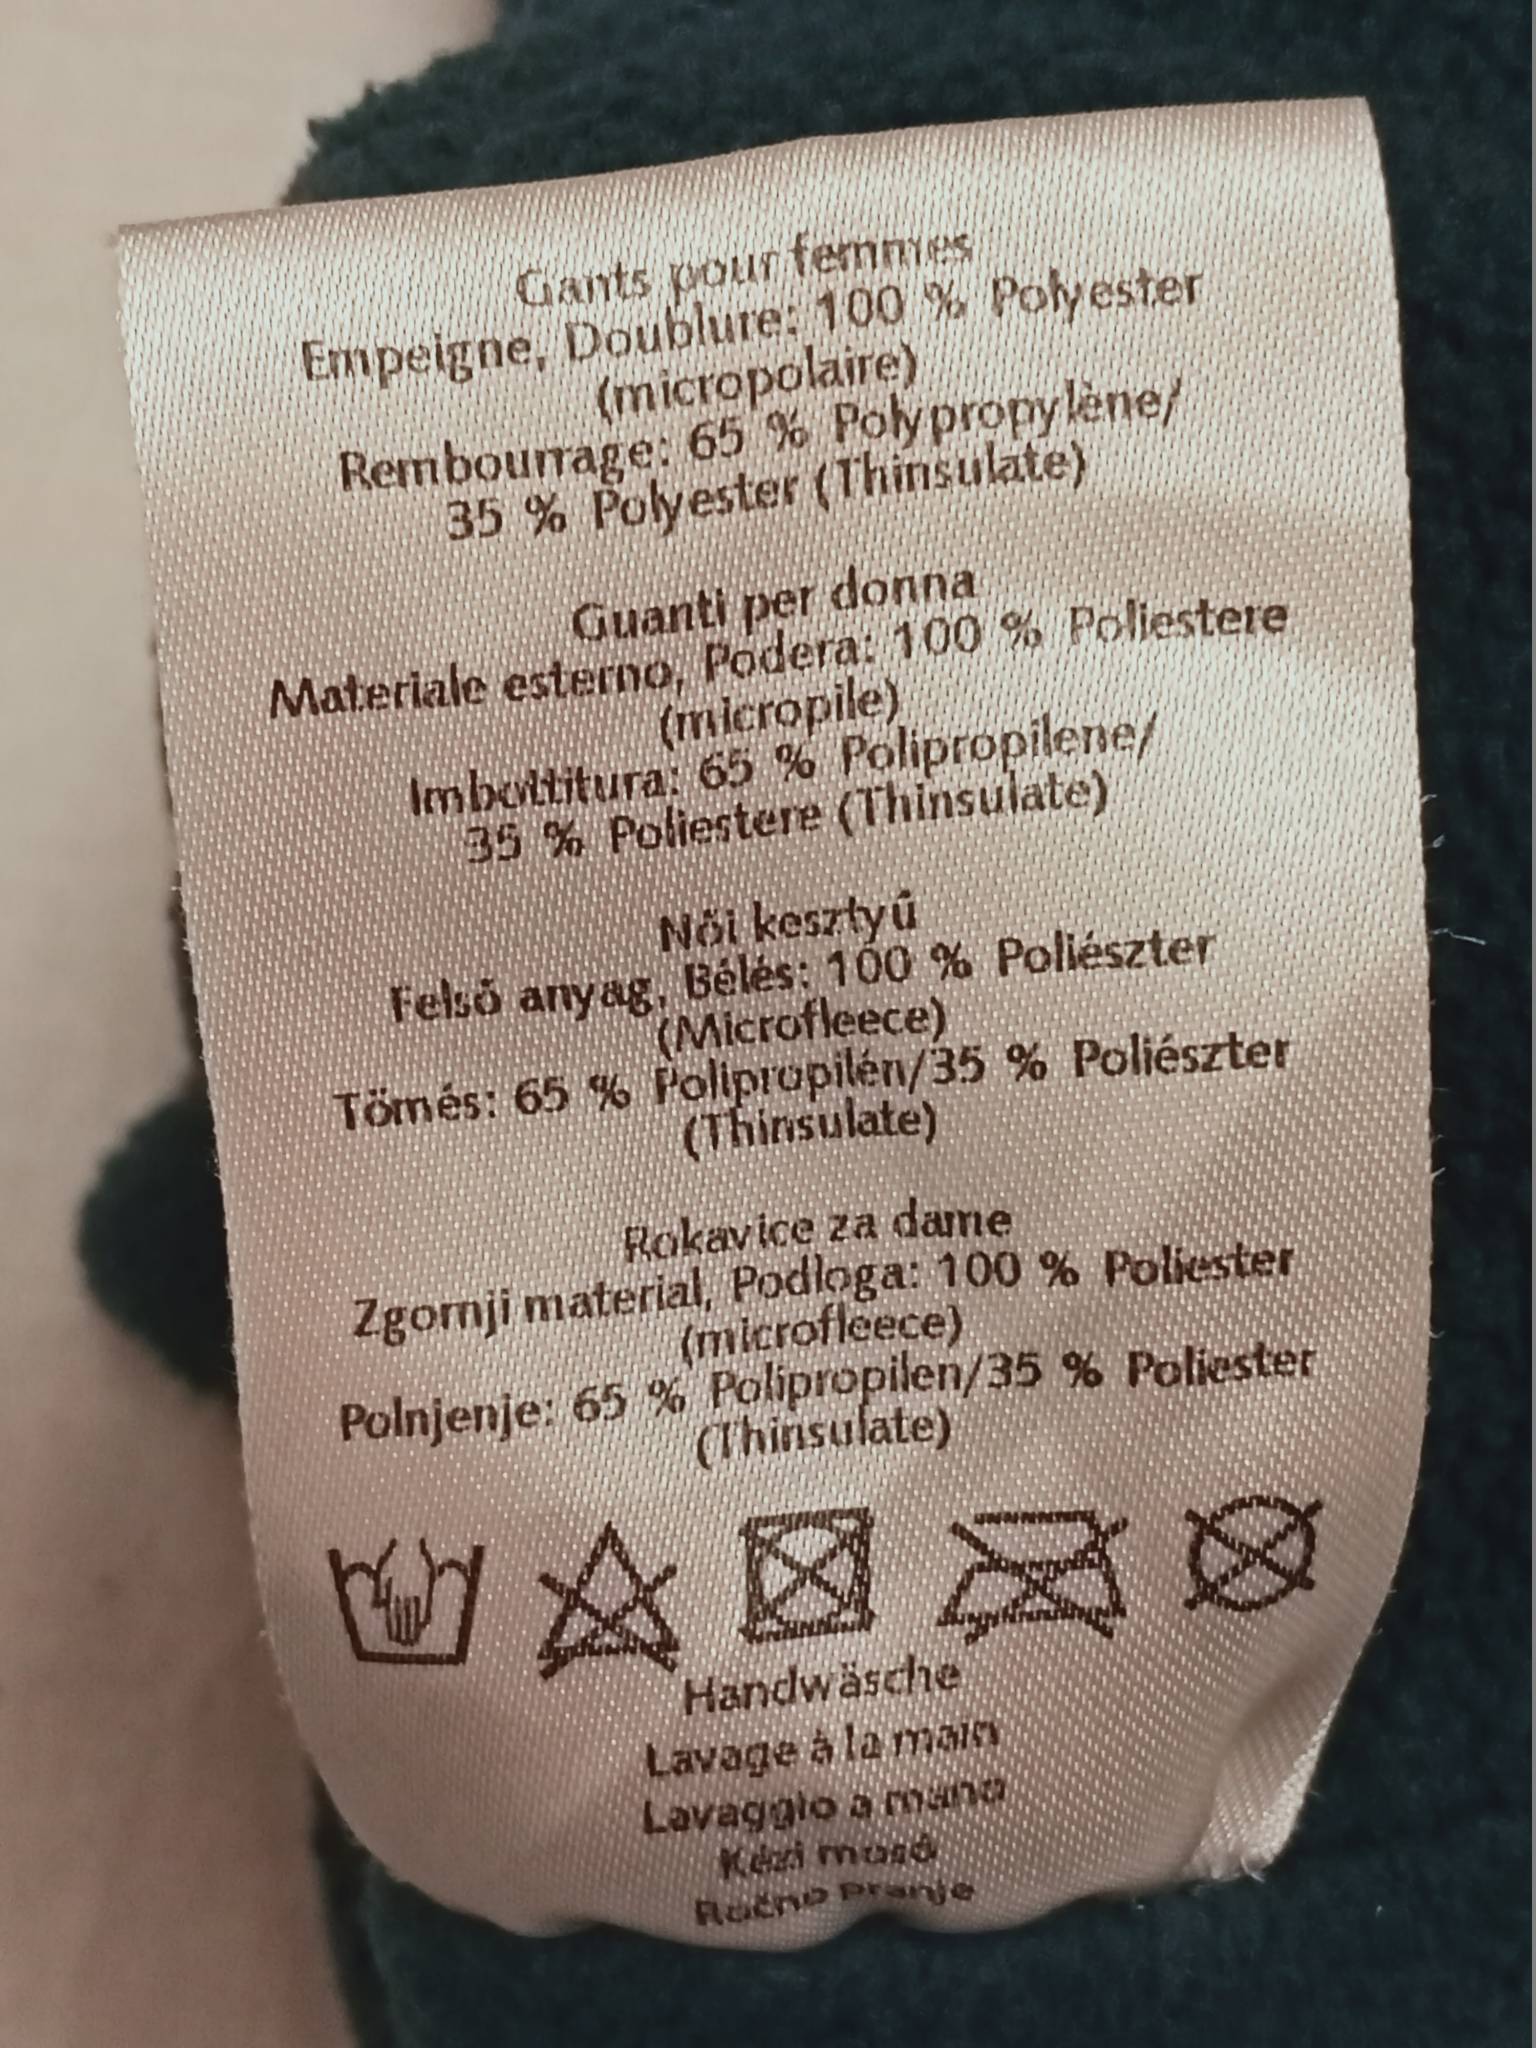 Gants pour femmes
Empeigne, Doublure: 100 % Polyester
(micropolaire)
Rembourrage: 65 % Polypropylène/
35 % Polyester (Thinsulate)
Guanti per donna
Materiale esterno, Podera: 100 % Poliestere
(micropile)
Imbottitura: 65 % Polipropilene/
35 % Poliestere (Thinsulate)
Női kesztyű
Felső anyag, Bélés: 100 % Poliészter
(Microfleece)
Tömés: 65 % Polipropilén/35 % Poliészter
(Thinsulate)
Rokavice za dame
Zgornji material, Podloga: 100 % Poliester
(microfleece)
Polnjenje: 65 % Polipropilen/35 % Poliester
(Thinsulate)
Handwäsche
Lavage à la main
Lavaggio a mano
Kézi mosó
Ročno pranje